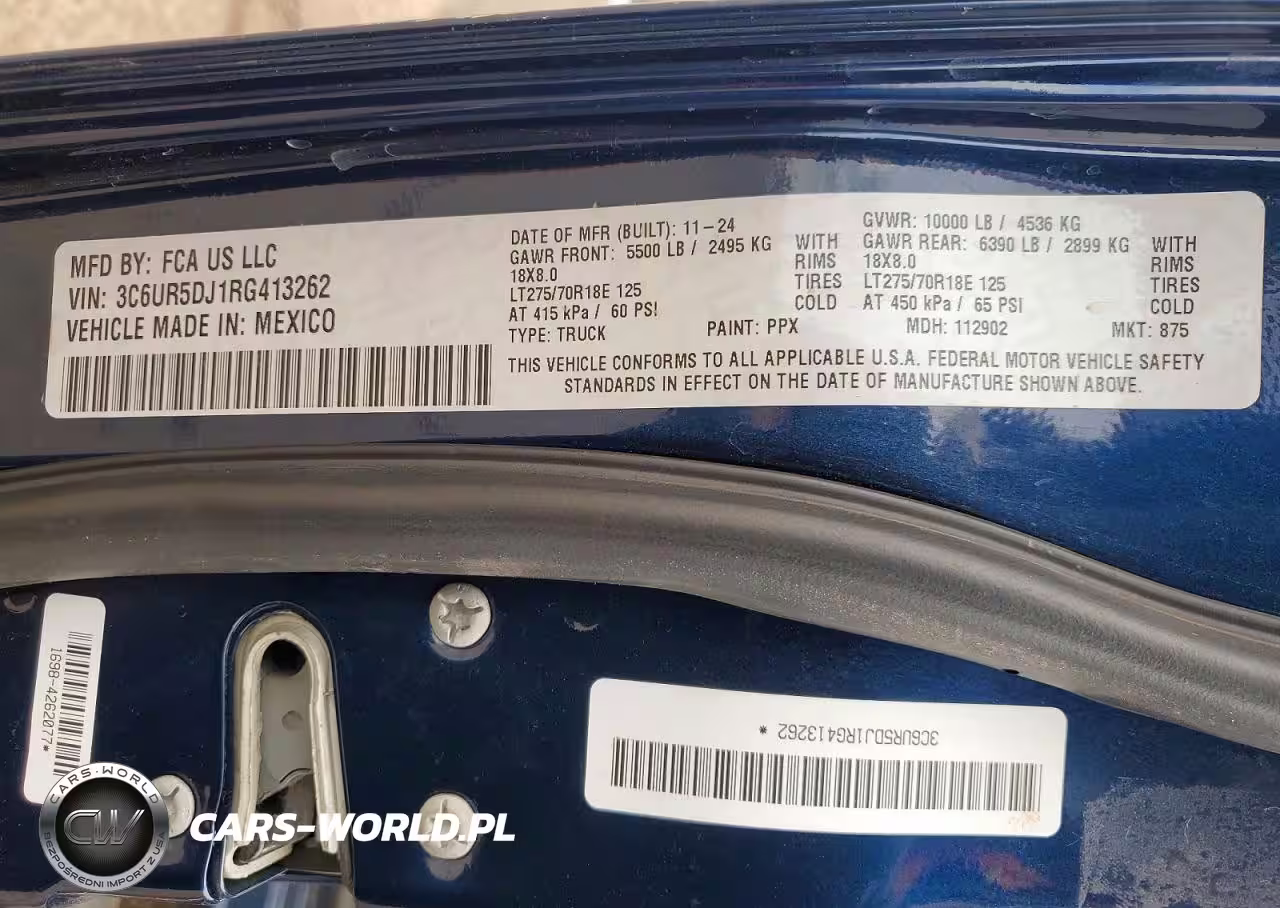 MFD BY: FCA US LLC
VIN: 3C6UR5DJ1RG413262
VEHICLE MADE IN: MEXICO
DATE OF MFR (BUILT): 11-24
GAWR FRONT: 5500 LB / 2495 KG WITH
18X8.0 RIMS
LT275/70R18E 125 TIRES
AT 415 kPa / 60 PSI COLD
TYPE: TRUCK PAINT: PPX
GVWR: 10000 LB / 4536 KG
GAWR REAR: 6390 LB / 2899 KG WITH
18X8.0 RIMS
LT275/70R18E 125 TIRES
AT 450 kPa / 65 PSI COLD
MDH: 112902 MKT: 875
THIS VEHICLE CONFORMS TO ALL APPLICABLE U.S.A. FEDERAL MOTOR VEHICLE SAFETY
STANDARDS IN EFFECT ON THE DATE OF MANUFACTURE SHOWN ABOVE.
1698-4262077*
3C6UR5DJ1RG413262 *
CARS-WORLD
CW
BEZPOŚREDNI IMPORT Z USA
CARS-WORLD.PL